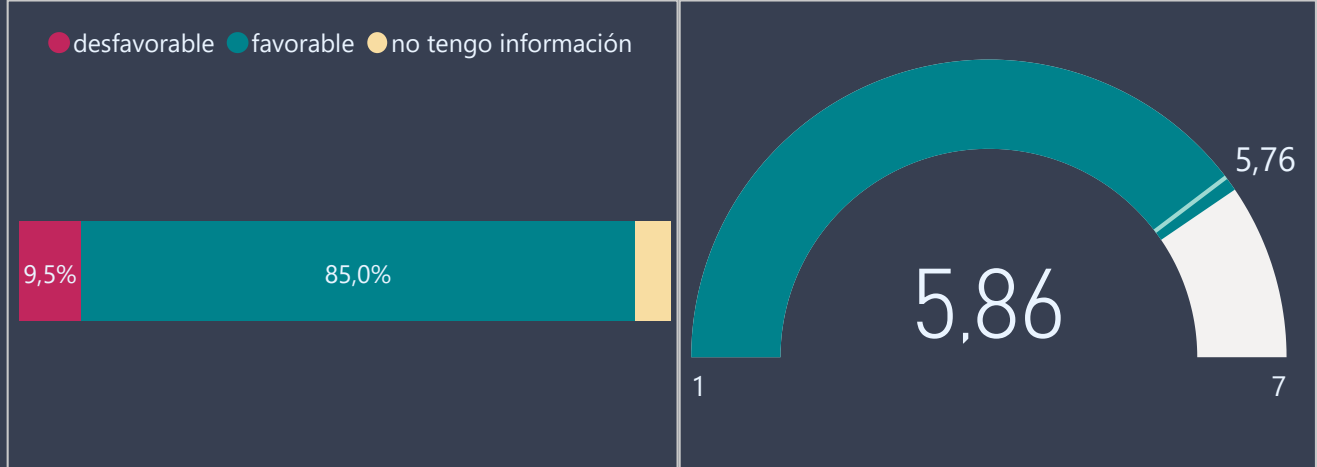 desfavorable favorable no tengo información
9,5% 85,0%
5,76
5,86
1 7